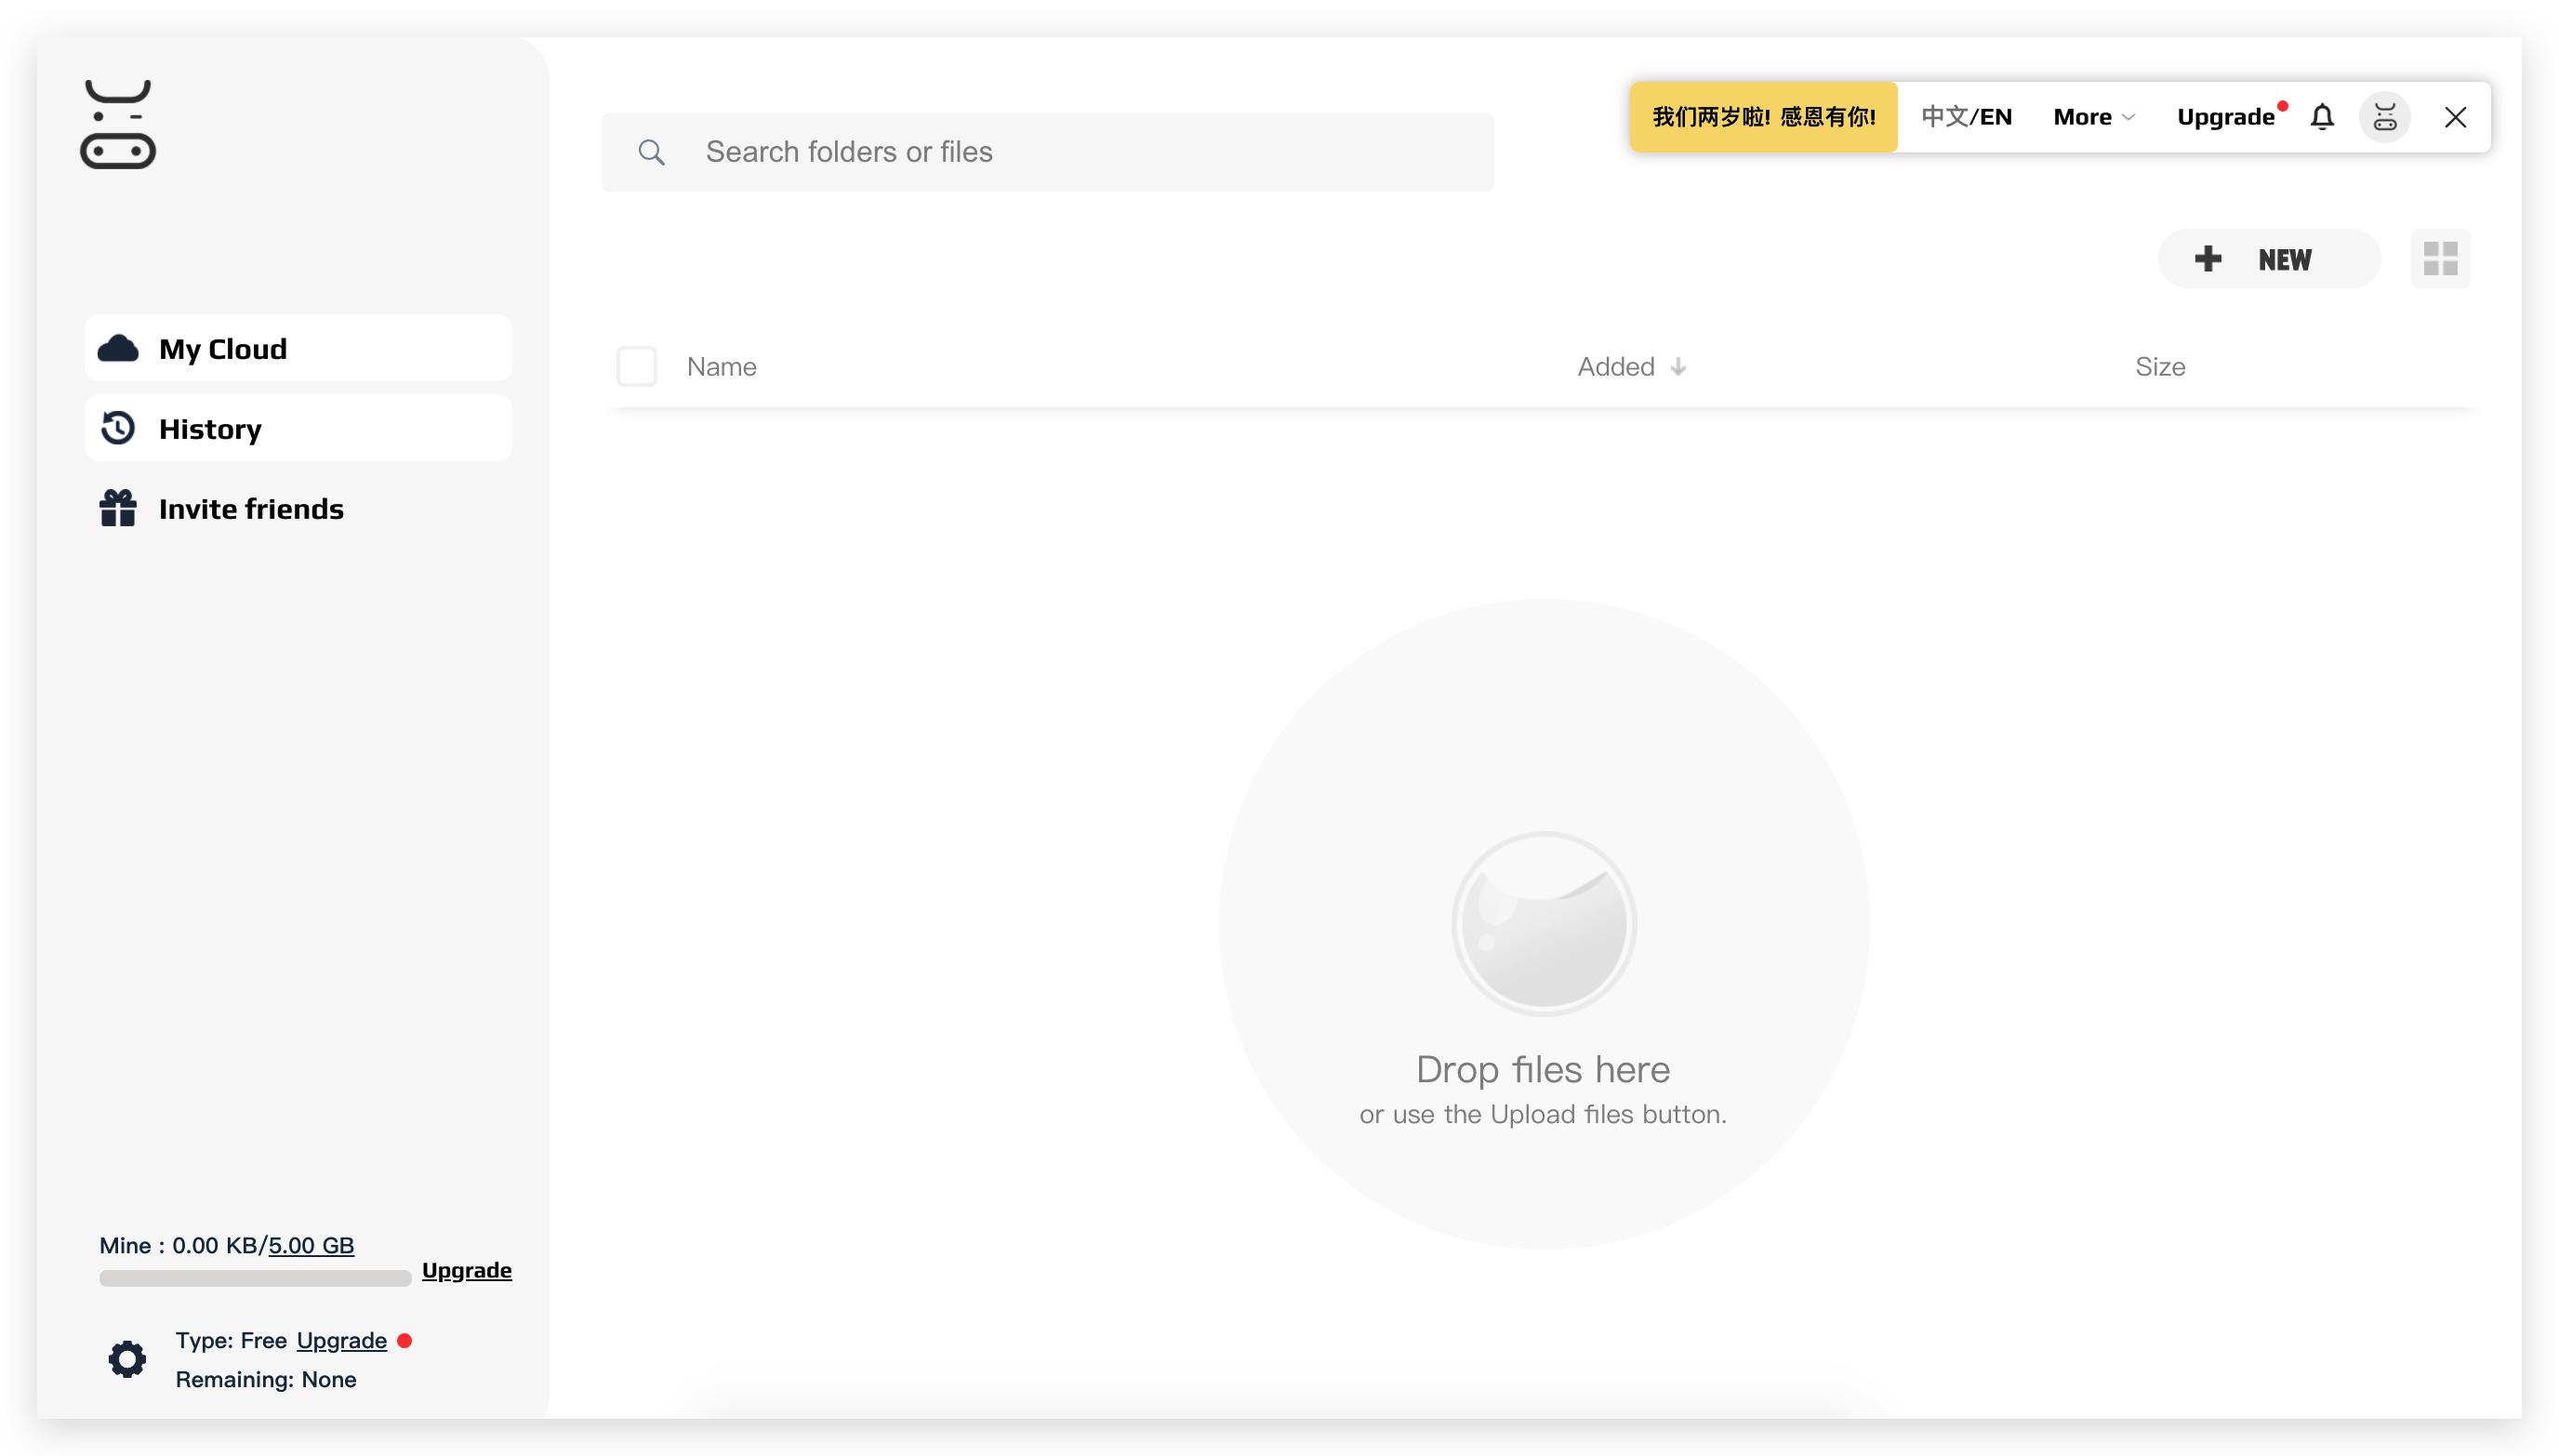 Search folders or files
我们两岁啦! 感恩有你!
中文/EN
More
Upgrade
NEW
My Cloud
History
Invite friends
Name
Added
Size
Drop files here
or use the Upload files button.
Mine : 0.00 KB/5.00 GB
Upgrade
Type: Free Upgrade
Remaining: None